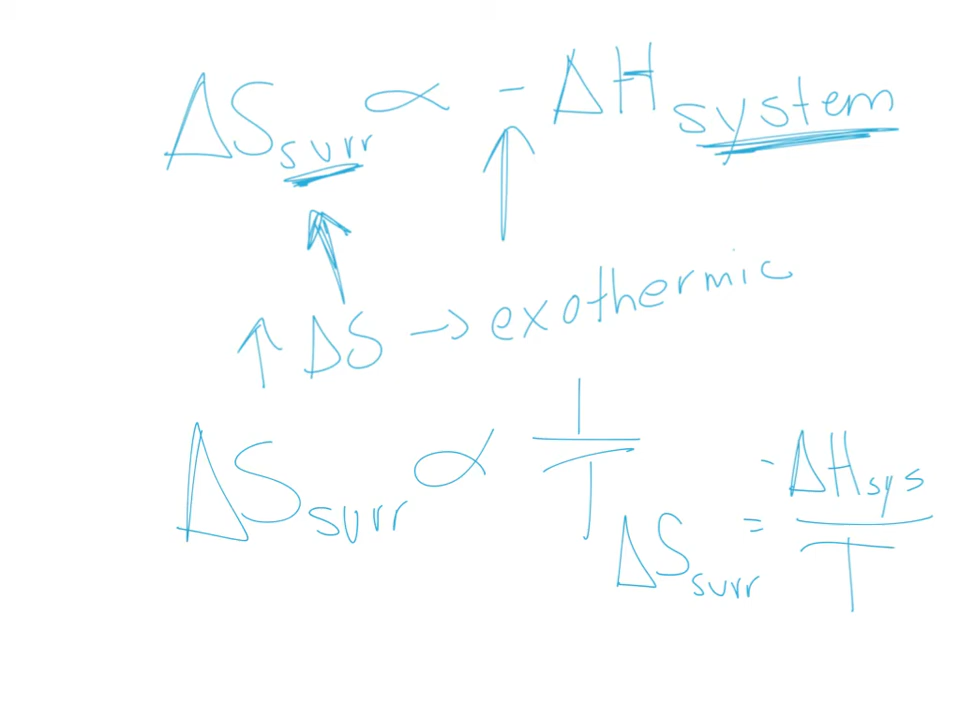 ΔSsurr ∝ - ΔHsystem
↑ ΔS → exothermic
ΔSsurr ∝ 1/T
ΔSsurr = -ΔHsys/T